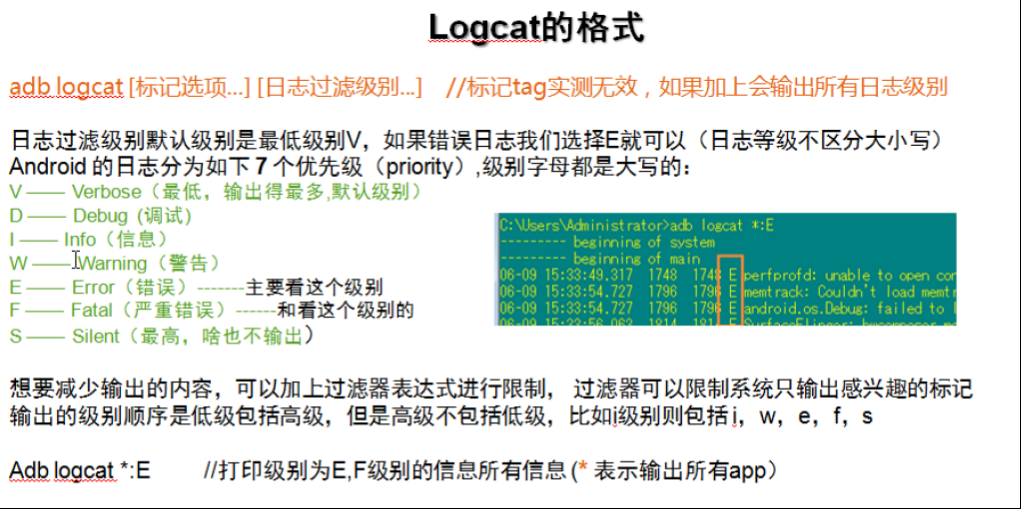 Logcat的格式
adb logcat [标记选项...] [日志过滤级别...] //标记tag实测无效，如果加上会输出所有日志级别
日志过滤级别默认级别是最低级别V，如果错误日志我们选择E就可以（日志等级不区分大小写）
Android 的日志分为如下 7 个优先级（priority）,级别字母都是大写的：
V —— Verbose（最低，输出得最多,默认级别）
D —— Debug (调试)
I —— Info（信息）
W —— Warning（警告）
E —— Error（错误）-------主要看这个级别
F —— Fatal（严重错误）------和看这个级别的
S —— Silent（最高，啥也不输出）
C:\Users\Administrator>adb logcat *:E
--------- beginning of system
--------- beginning of main
06-09 15:33:49.317 1748 1748 E perfprofd: unable to open con
06-09 15:33:54.727 1796 1796 E memtrack: Couldn't load memtr
06-09 15:33:54.727 1796 1796 E android.os.Debug: failed to l
想要减少输出的内容，可以加上过滤器表达式进行限制， 过滤器可以限制系统只输出感兴趣的标记
输出的级别顺序是低级包括高级，但是高级不包括低级，比如i级别则包括 i，w，e，f，s
Adb logcat *:E //打印级别为E,F级别的信息所有信息 (* 表示输出所有app）